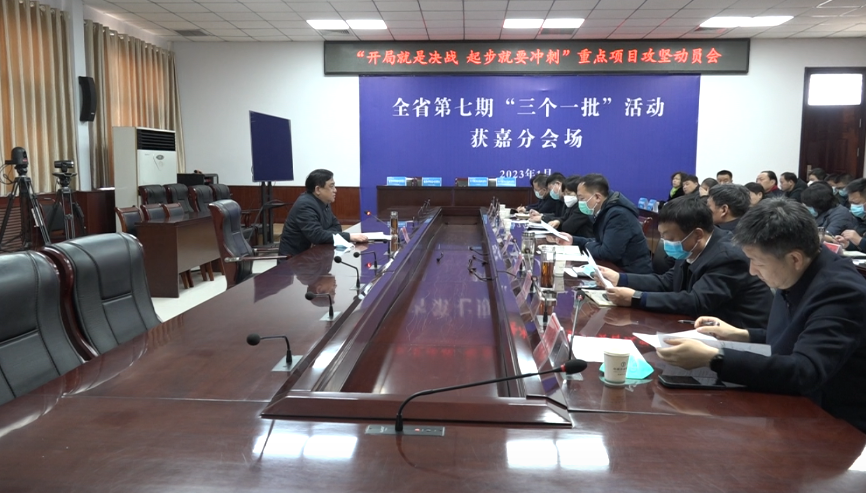 “开局就是决战 起步就要冲刺”重点项目攻坚动员会
全省第七期“三个一批”活动
获嘉分会场
2023年1月